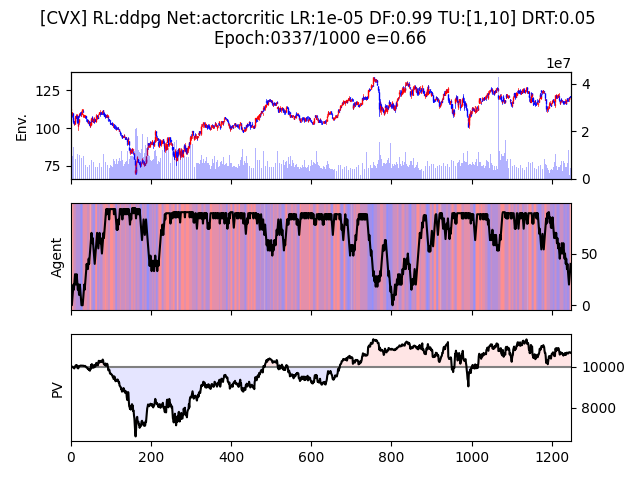 [CVX] RL:ddpg Net:actorcritic LR:1e-05 DF:0.99 TU:[1,10] DRT:0.05
Epoch:0337/1000 e=0.66
1e7
125
100
75
Env.
4
2
0
Agent
50
0
PV
10000
8000
0 200 400 600 800 1000 1200